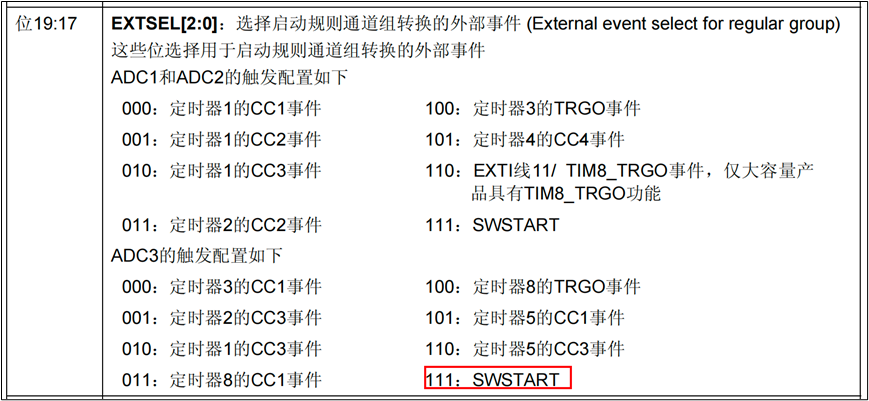 位19:17
EXTSEL[2:0]：选择启动规则通道组转换的外部事件 (External event select for regular group)
这些位选择用于启动规则通道组转换的外部事件
ADC1和ADC2的触发配置如下
000：定时器1的CC1事件 100：定时器3的TRGO事件
001：定时器1的CC2事件 101：定时器4的CC4事件
010：定时器1的CC3事件 110：EXTI线11/ TIM8_TRGO事件，仅大容量产
品具有TIM8_TRGO功能
011：定时器2的CC2事件 111：SWSTART
ADC3的触发配置如下
000：定时器3的CC1事件 100：定时器8的TRGO事件
001：定时器2的CC3事件 101：定时器5的CC1事件
010：定时器1的CC3事件 110：定时器5的CC3事件
011：定时器8的CC1事件 111：SWSTART